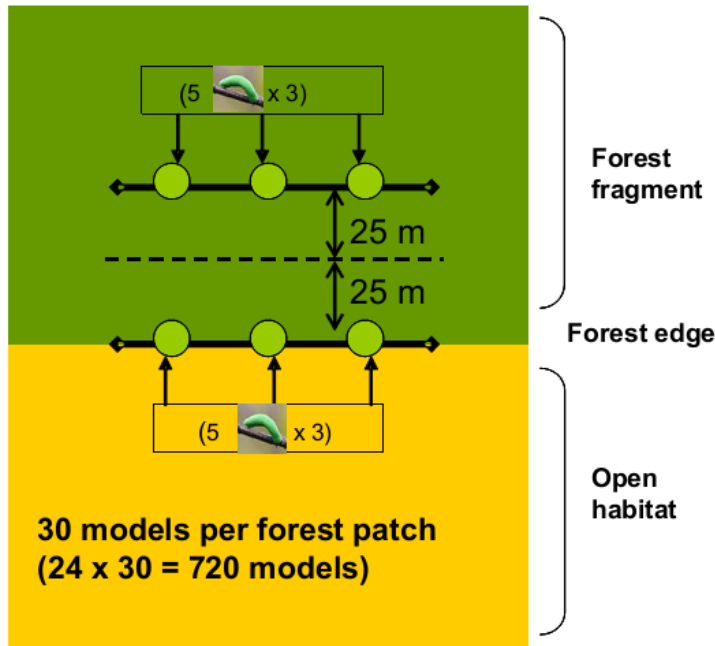 (5 x 3)
Forest
fragment
25 m
25 m
Forest edge
(5 x 3)
Open
habitat
30 models per forest patch
(24 x 30 = 720 models)